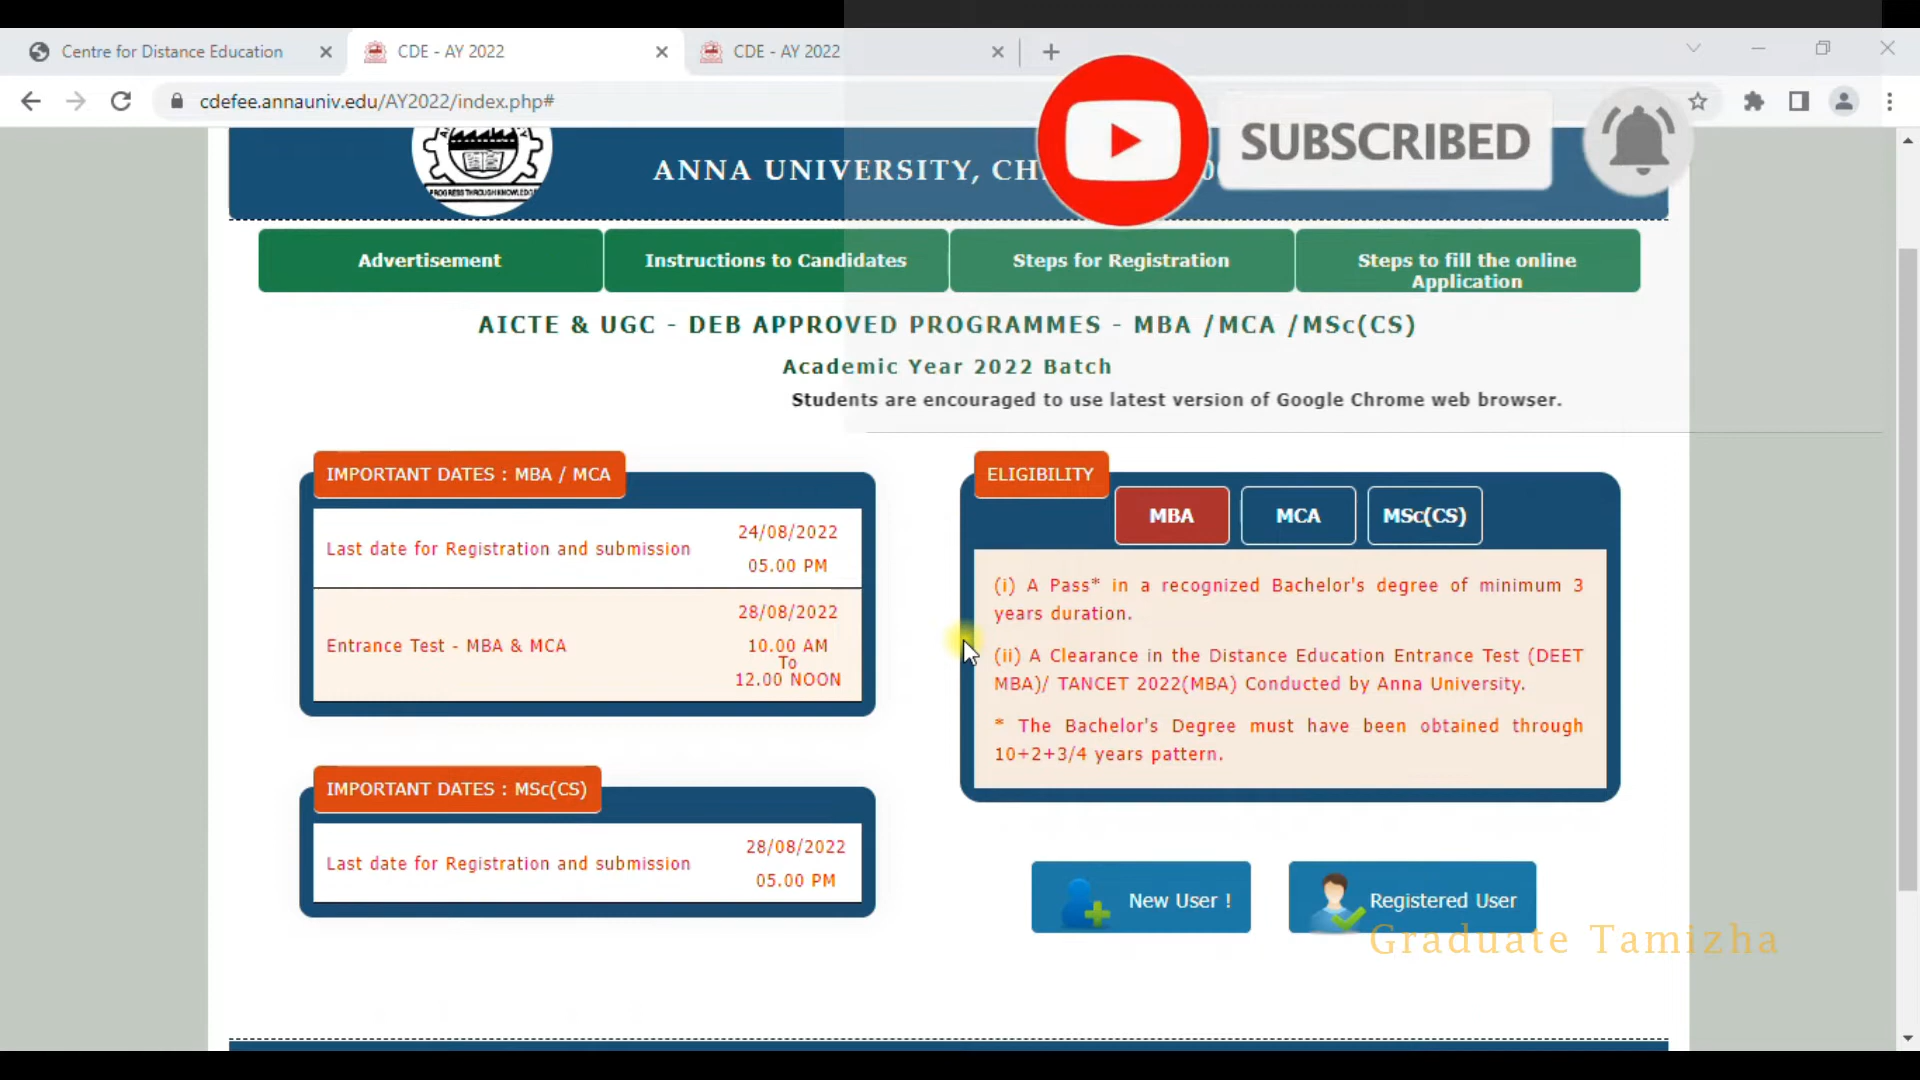 Centre for Distance Education
CDE - AY 2022
CDE - AY 2022
cdefee.annauniv.edu/AY2022/index.php#
SUBSCRIBED
PROGRESS THROUGH KNOWLEDGE
ANNA UNIVERSITY,
Advertisement
Instructions to Candidates
Steps for Registration
Steps to fill the online
Application
AICTE & UGC - DEB APPROVED PROGRAMMES - MBA /MCA /MSc(CS)
Academic Year 2022 Batch
Students are encouraged to use latest version of Google Chrome web browser.
IMPORTANT DATES : MBA / MCA
Last date for Registration and submission
24/08/2022
05.00 PM
Entrance Test - MBA & MCA
28/08/2022
10.00 AM
To
12.00 NOON
IMPORTANT DATES : MSc(CS)
Last date for Registration and submission
28/08/2022
05.00 PM
ELIGIBILITY
MBA
MCA
MSc(CS)
(i) A Pass* in a recognized Bachelor's degree of minimum 3
years duration.
(ii) A Clearance in the Distance Education Entrance Test (DEET
MBA)/ TANCET 2022(MBA) Conducted by Anna University.
* The Bachelor's Degree must have been obtained through
10+2+3/4 years pattern.
New User !
Registered User
Graduate Tamizha